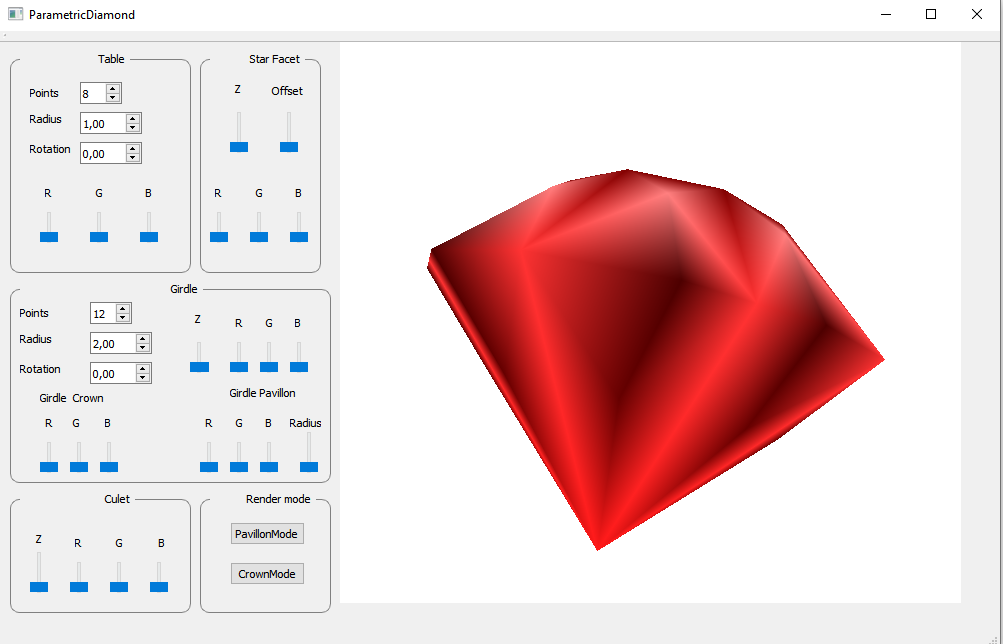 ParametricDiamond
Table
Points 8
Radius 1,00
Rotation 0,00
R G B
Star Facet
Z Offset
R G B
Girdle
Points 12
Radius 2,00
Rotation 0,00
Z R G B
Girdle Crown
R G B
Girdle Pavillon
R G B Radius
Culet
Z R G B
Render mode
PavillonMode
CrownMode